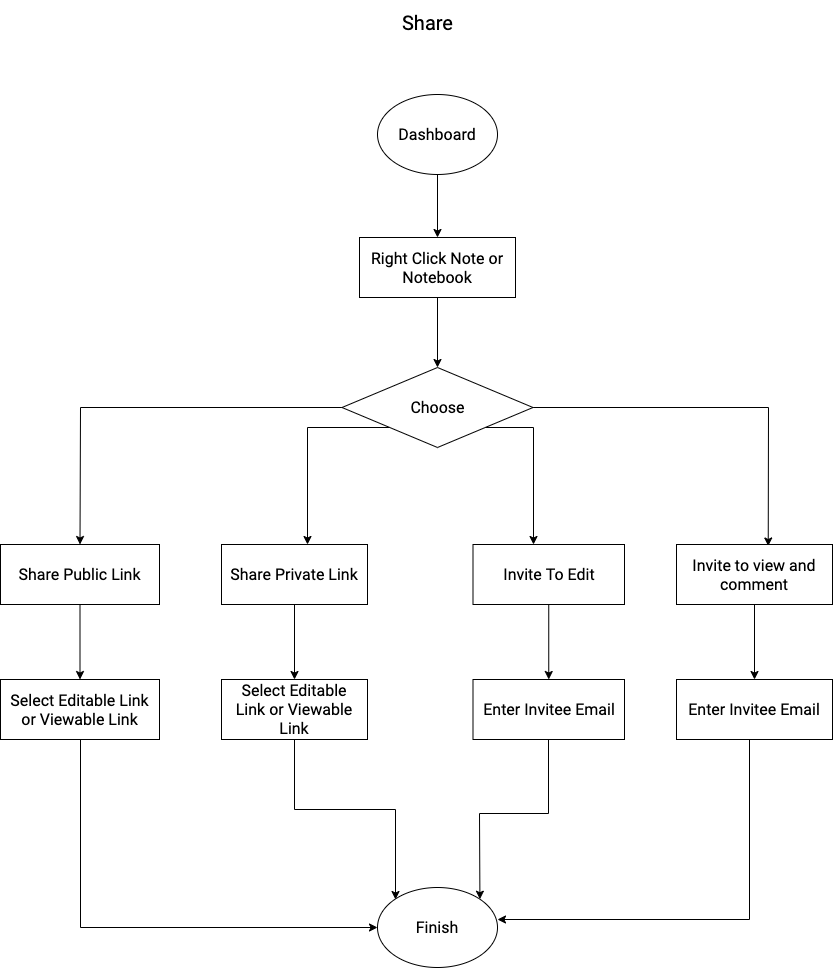 Share
Dashboard
Right Click Note or
Notebook
Choose
Share Public Link
Share Private Link
Invite To Edit
Invite to view and
comment
Select Editable Link
or Viewable Link
Select Editable
Link or Viewable
Link
Enter Invitee Email
Enter Invitee Email
Finish